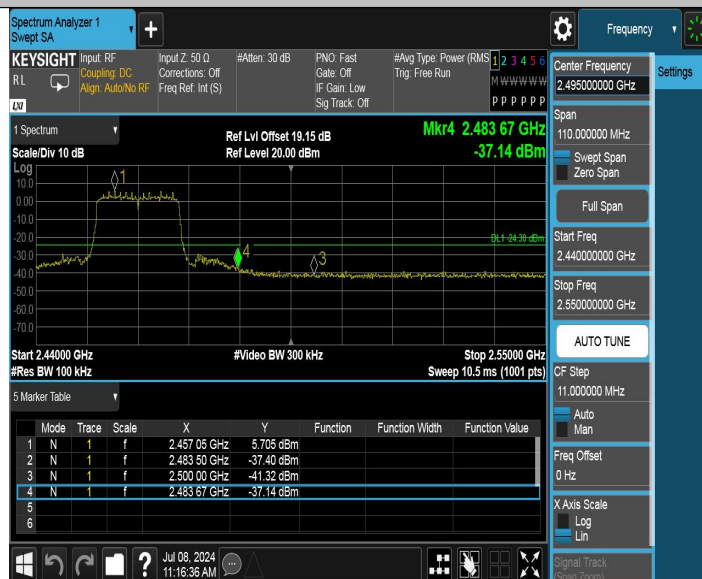 Spectrum Analyzer 1
Swept SA
+
Frequency
KEYSIGHT
RL
LXI
Input: RF
Coupling: DC
Align: Auto/No RF
Input Z: 50 Ω
Corrections: Off
Freq Ref: Int (S)
#Atten: 30 dB
PNO: Fast
Gate: Off
IF Gain: Low
Sig Track: Off
#Avg Type: Power (RMS
Trig: Free Run
1 2 3 4 5 6
M W W W W W
P P P P P P
1 Spectrum
Scale/Div 10 dB
Ref Lvl Offset 19.15 dB
Ref Level 20.00 dBm
Mkr4 2.483 67 GHz
-37.14 dBm
Log
10.0
0.00
-10.0
-20.0
-30.0
-40.0
-50.0
-60.0
-70.0
1
4
3
DL1 -24.30 dBm
Start 2.44000 GHz
#Video BW 300 kHz
Stop 2.55000 GHz
#Res BW 100 kHz
Sweep 10.5 ms (1001 pts)
5 Marker Table
Mode Trace Scale X Y Function Function Width Function Value
1 N 1 f 2.457 05 GHz 5.705 dBm
2 N 1 f 2.483 50 GHz -37.40 dBm
3 N 1 f 2.500 00 GHz -41.32 dBm
4 N 1 f 2.483 67 GHz -37.14 dBm
5
6
?
Jul 08, 2024
11:16:36 AM
Center Frequency
2.495000000 GHz
Settings
Span
110.000000 MHz
Swept Span
Zero Span
Full Span
Start Freq
2.440000000 GHz
Stop Freq
2.550000000 GHz
AUTO TUNE
CF Step
11.000000 MHz
Auto
Man
Freq Offset
0 Hz
X Axis Scale
Log
Lin
Signal Track
(Span Zoom)